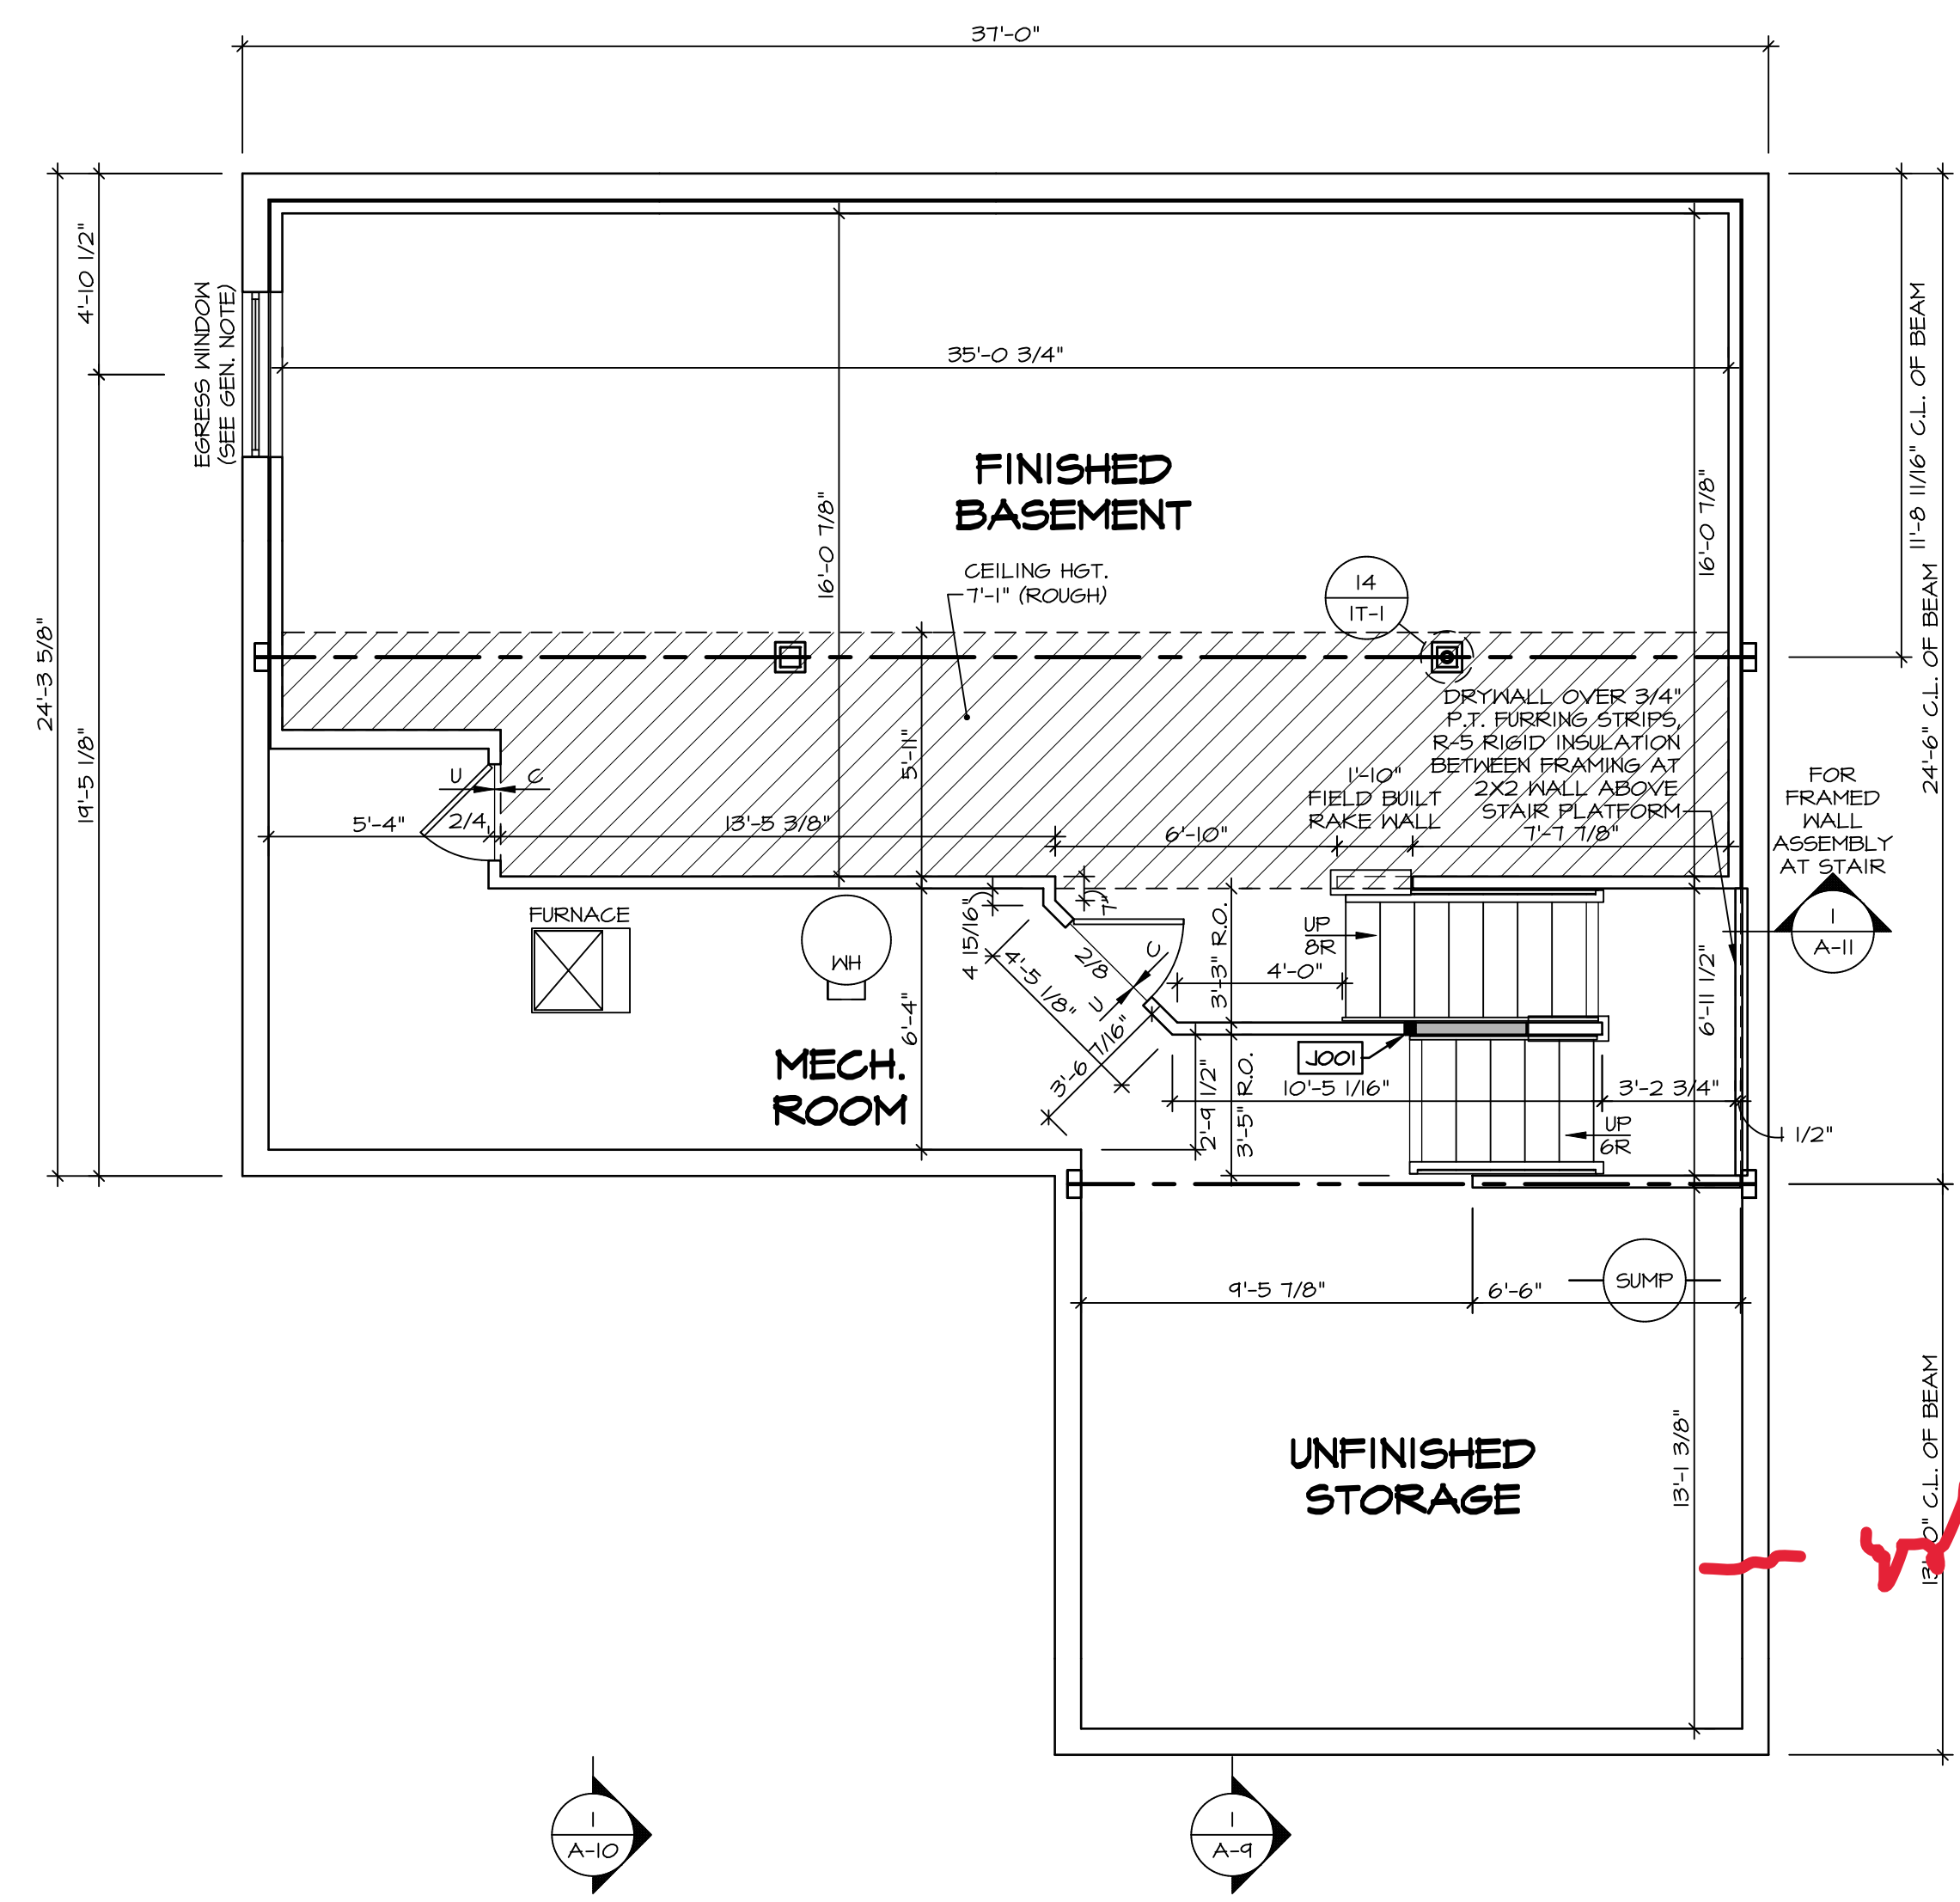 37'-0"
24'-3 5/8"
4'-10 1/2"
19'-5 1/8"
EGRESS WINDOW
(SEE GEN. NOTE)
35'-0 3/4"
16'-0 7/8"
16'-0 7/8"
11'-8 11/16" C.L. OF BEAM
24'-6" C.L. OF BEAM
FINISHED
BASEMENT
CEILING HGT.
7'-1" (ROUGH)
14
1T-1
DRYWALL OVER 3/4"
P.T. FURRING STRIPS,
R-5 RIGID INSULATION
BETWEEN FRAMING AT
2X2 WALL ABOVE
STAIR PLATFORM
1'-10"
FIELD BUILT
RAKE WALL
7'-7 7/8"
FOR
FRAMED
WALL
ASSEMBLY
AT STAIR
1
A-11
U
C
5'-4"
2/4
13'-5 3/8"
5'-11"
6'-10"
FURNACE
WH
4 15/16"
7"
4'-5 1/8"
2/8
C
U
3'-6 7/16"
3'-3" R.O.
UP
8R
4'-0"
6'-11 1/2"
6'-4"
MECH.
ROOM
J001
2'-9 1/2"
3'-5" R.O.
10'-5 1/16"
3'-2 3/4"
UP
6R
1 1/2"
9'-5 7/8"
6'-6"
SUMP
13'-1 3/8"
UNFINISHED
STORAGE
C.L. OF BEAM
1
A-10
1
A-9